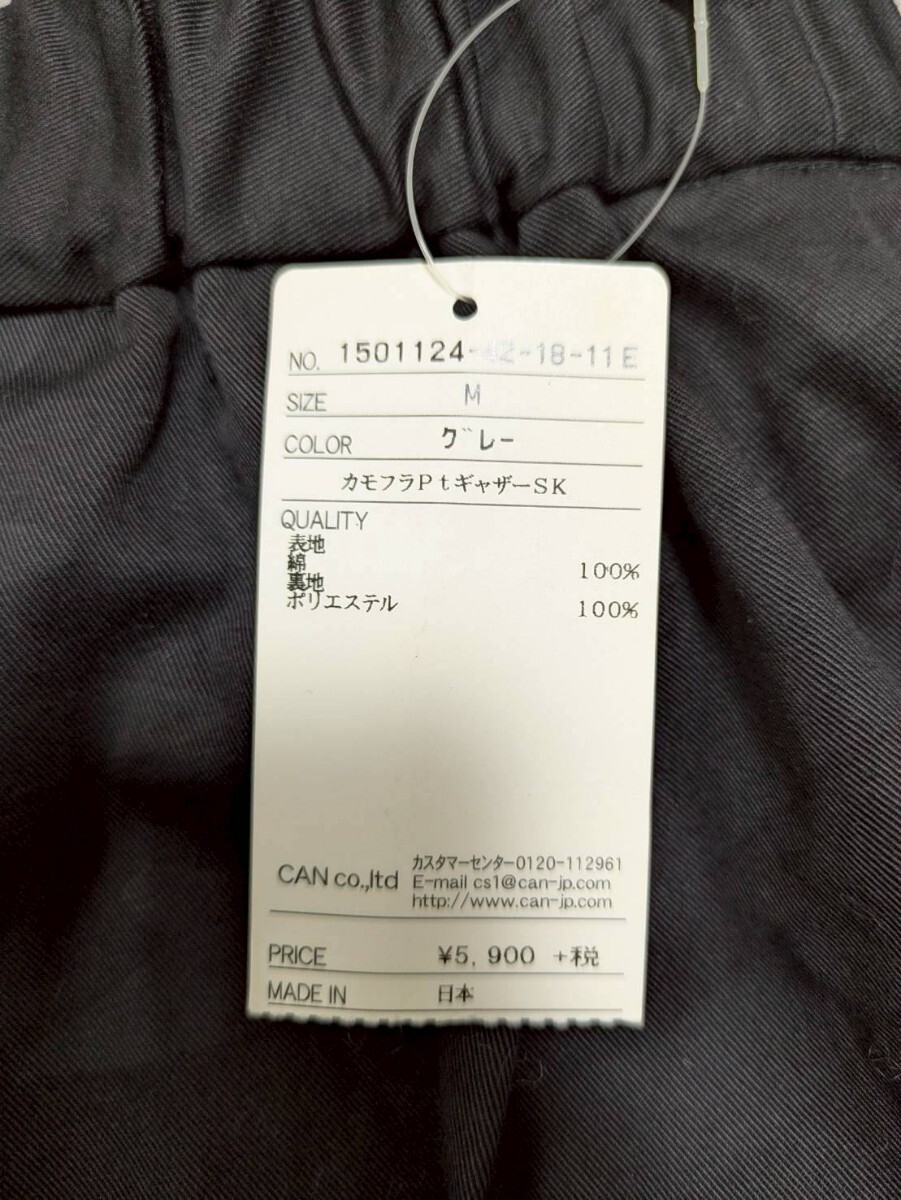 NO. 1501124-42-18-11E
SIZE M
COLOR グレー
カモフラPtギャザーSK
QUALITY
表地
綿 100%
裏地
ポリエステル 100%
CAN co.,ltd
カスタマーセンター0120-112961
E-mail cs1@can-jp.com
http://www.can-jp.com
PRICE ¥5,900 +税
MADE IN 日本